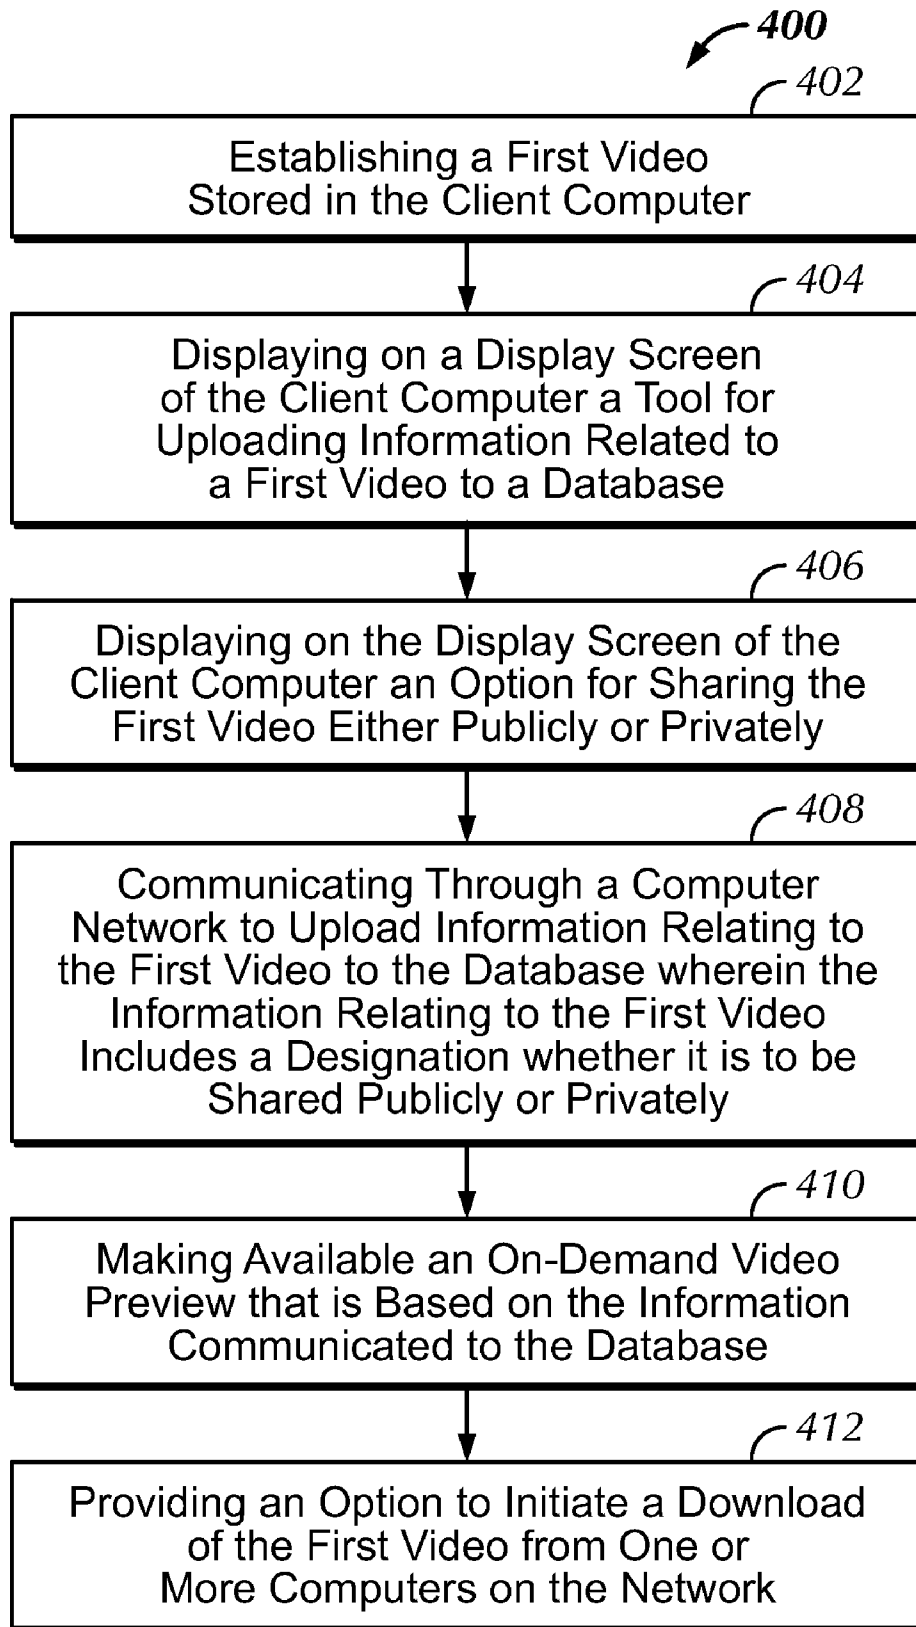 400
402
Establishing a First Video
Stored in the Client Computer
404
Displaying on a Display Screen
of the Client Computer a Tool for
Uploading Information Related to
a First Video to a Database
406
Displaying on the Display Screen of the
Client Computer an Option for Sharing the
First Video Either Publicly or Privately
408
Communicating Through a Computer
Network to Upload Information Relating to
the First Video to the Database wherein the
Information Relating to the First Video
Includes a Designation whether it is to be
Shared Publicly or Privately
410
Making Available an On-Demand Video
Preview that is Based on the Information
Communicated to the Database
412
Providing an Option to Initiate a Download
of the First Video from One or
More Computers on the Network